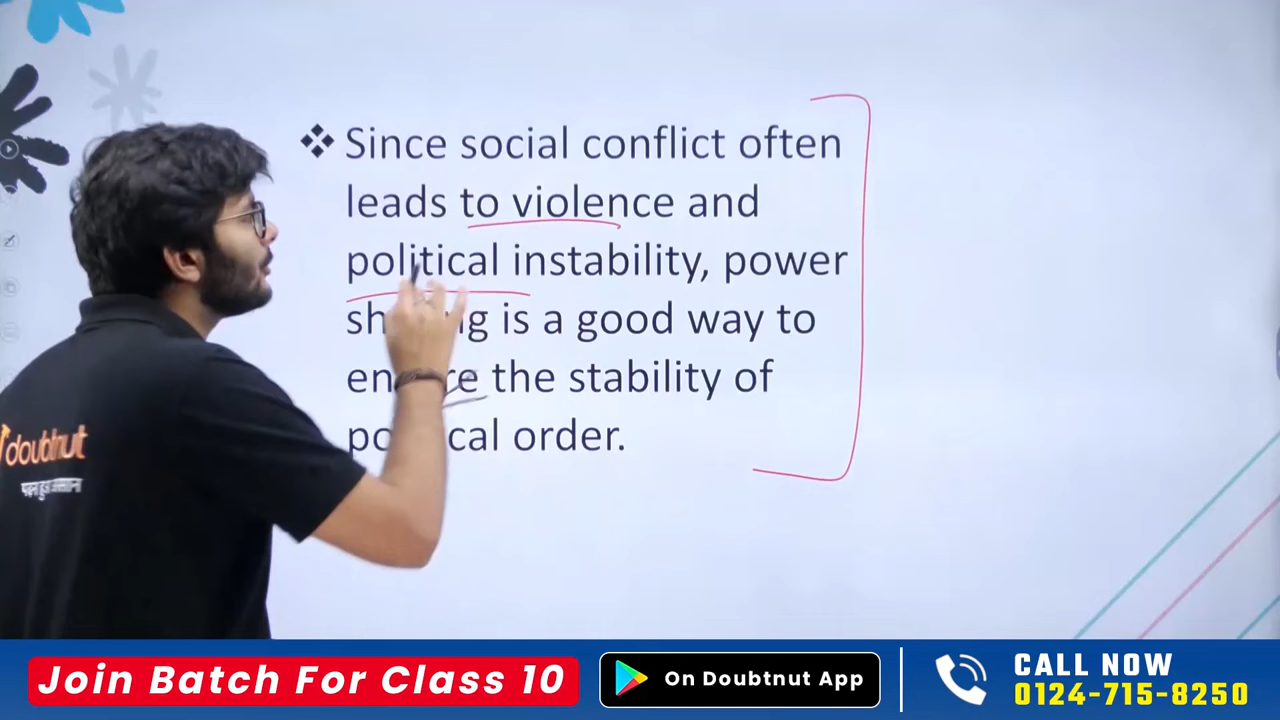 Since social conflict often
leads to violence and
political instability, power
is a good way to
the stability of
order.
doubtnut
Join Batch For Class 10
On Doubtnut App
CALL NOW
0124-715-8250